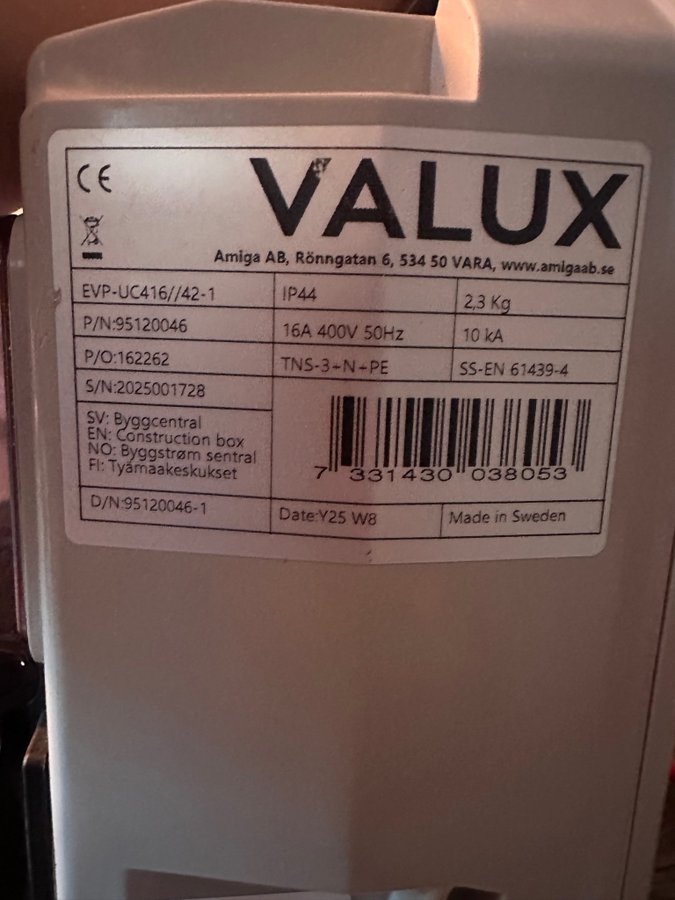 CE
VALUX
Amiga AB, Rönngatan 6, 534 50 VARA, www.amigaab.se
EVP-UC416//42-1 IP44 2,3 Kg
P/N:95120046 16A 400V 50Hz 10 kA
P/O:162262 TNS-3~N~PE SS-EN 61439-4
S/N:2025001728
SV: Byggcentral
EN: Construction box
NO: Byggstrøm sentral
FI: Tyämaakeskukset
7 331430 038053
D/N:95120046-1 Date:Y25 W8 Made in Sweden